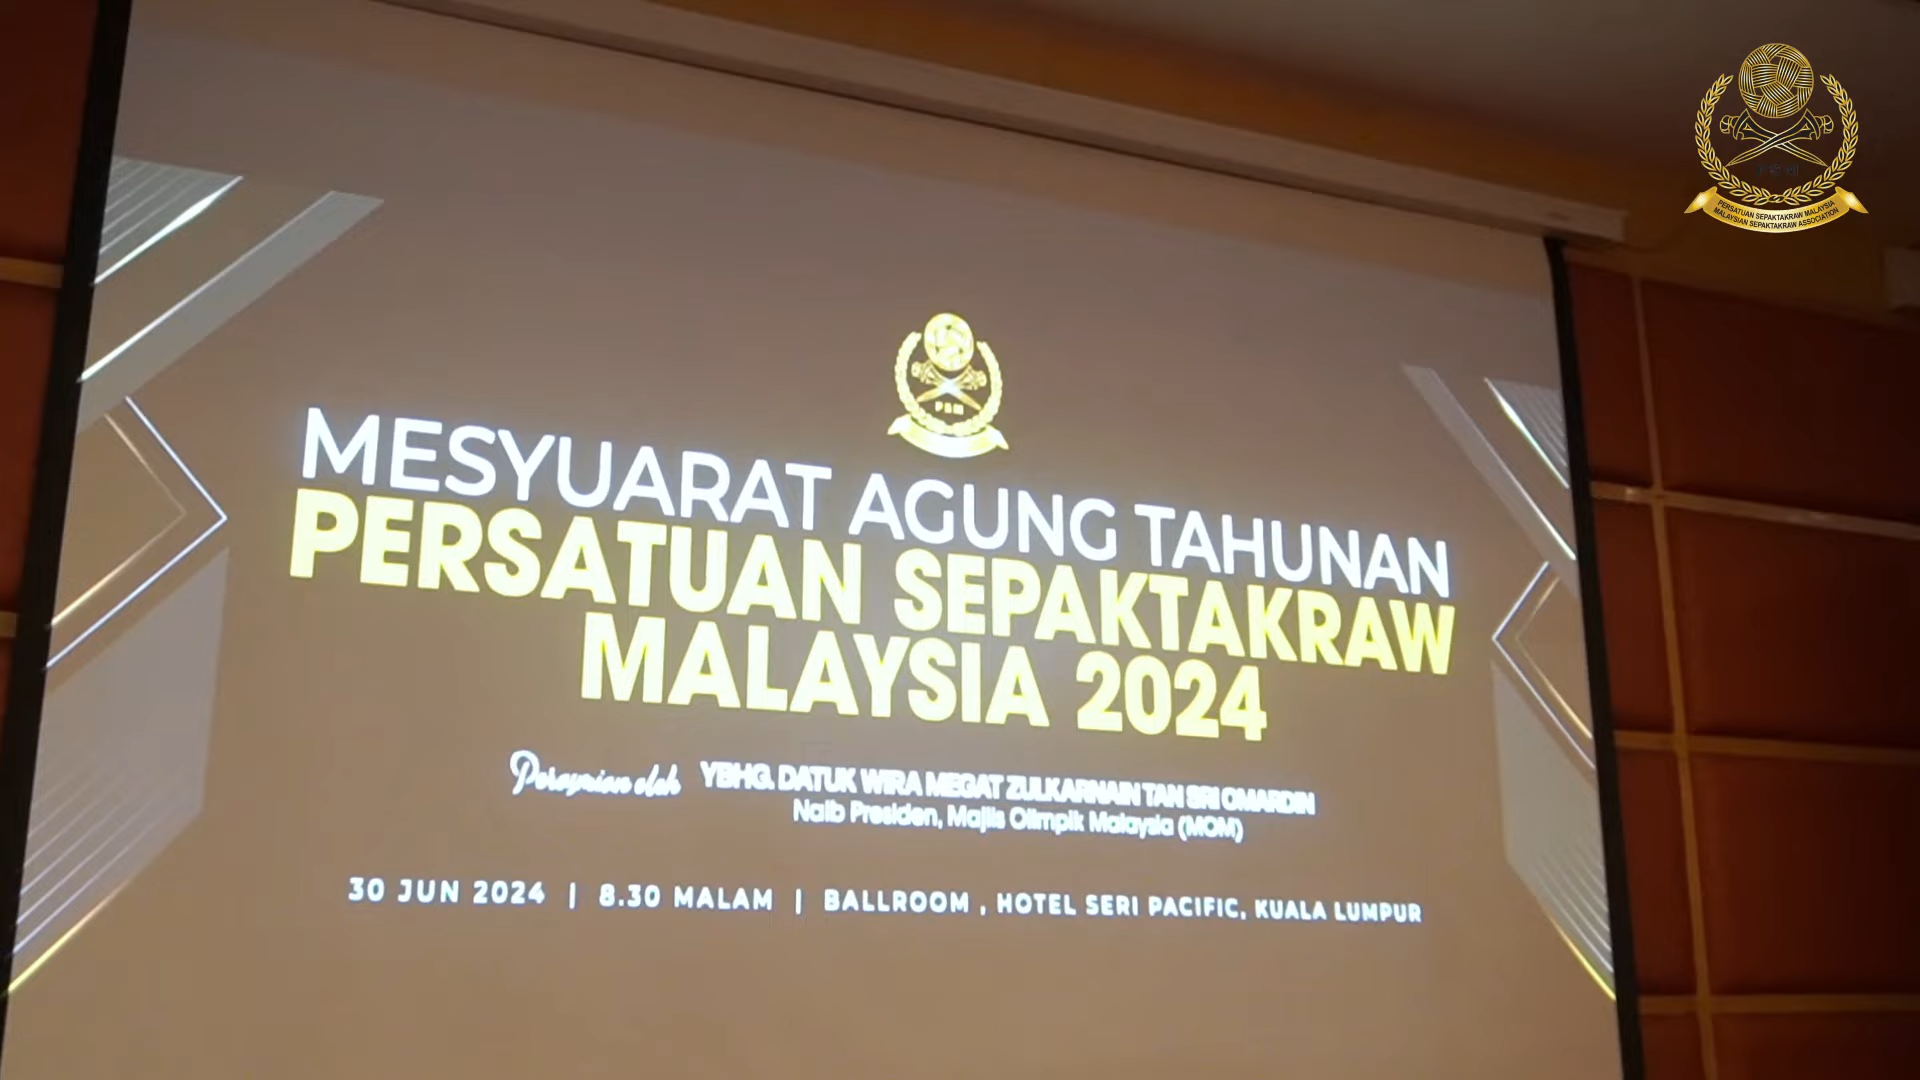 PERSATUAN SEPAKTAKRAW MALAYSIA
MALAYSIAN SEPAKTAKRAW ASSOCIATION
PSM
MESYUARAT AGUNG TAHUNAN
PERSATUAN SEPAKTAKRAW
MALAYSIA 2024
Perasmian oleh YBHG. DATUK WIRA MEGAT ZULKARNAIN TAN SRI OMARDIN
Naib Presiden, Majlis Olimpik Malaysia (MOM)
30 JUN 2024 | 8.30 MALAM | BALLROOM , HOTEL SERI PACIFIC, KUALA LUMPUR